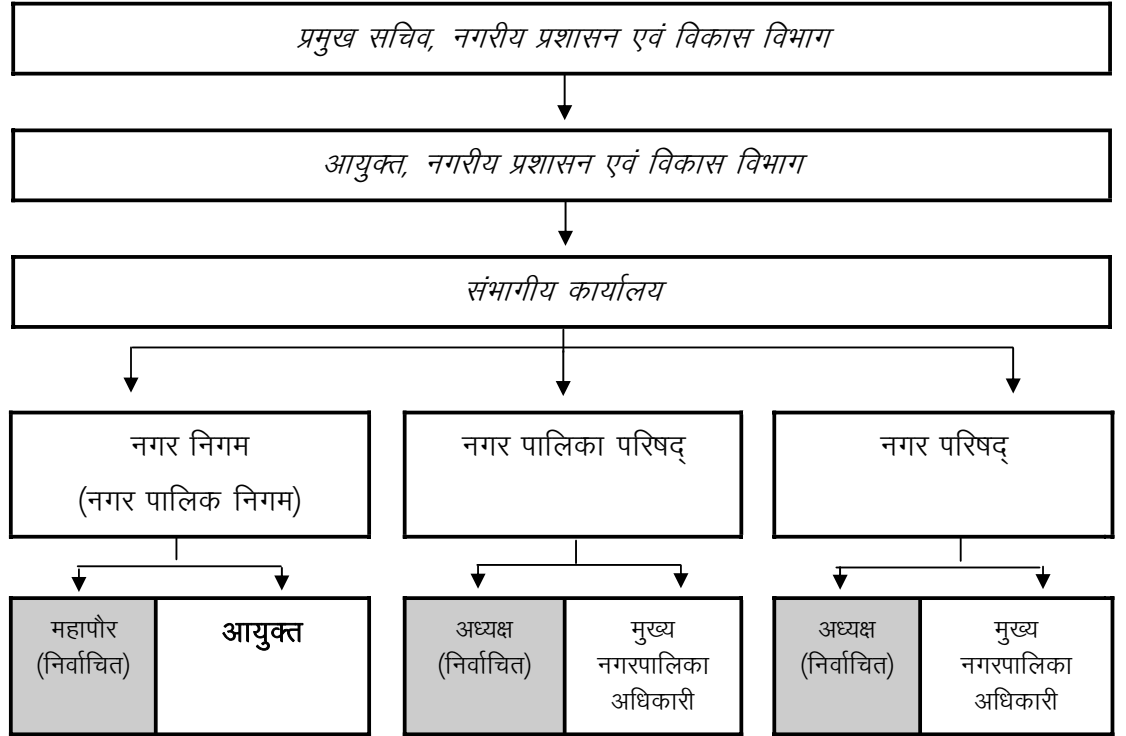 प्रमुख सचिव, नगरीय प्रशासन एवं विकास विभाग
आयुक्त, नगरीय प्रशासन एवं विकास विभाग
संभागीय कार्यालय
नगर निगम
(नगर पालिक निगम)
नगर पालिका परिषद्
नगर परिषद्
महापौर
(निर्वाचित)
आयुक्त
अध्यक्ष
(निर्वाचित)
मुख्य
नगरपालिका
अधिकारी
अध्यक्ष
(निर्वाचित)
मुख्य
नगरपालिका
अधिकारी